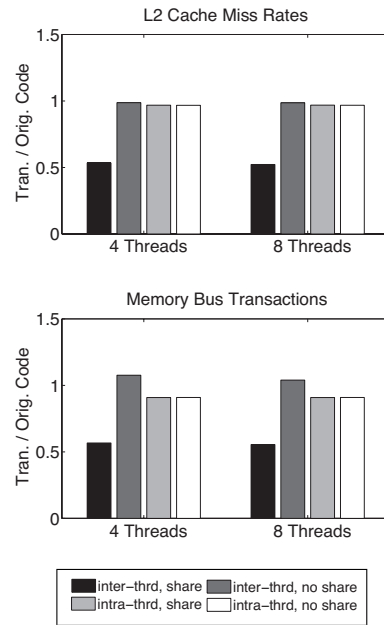 L2 Cache Miss Rates
1.5
1
0.5
0
Tran. / Orig. Code
4 Threads 8 Threads
Memory Bus Transactions
1.5
1
0.5
0
Tran. / Orig. Code
4 Threads 8 Threads
inter-thrd, share inter-thrd, no share
intra-thrd, share intra-thrd, no share